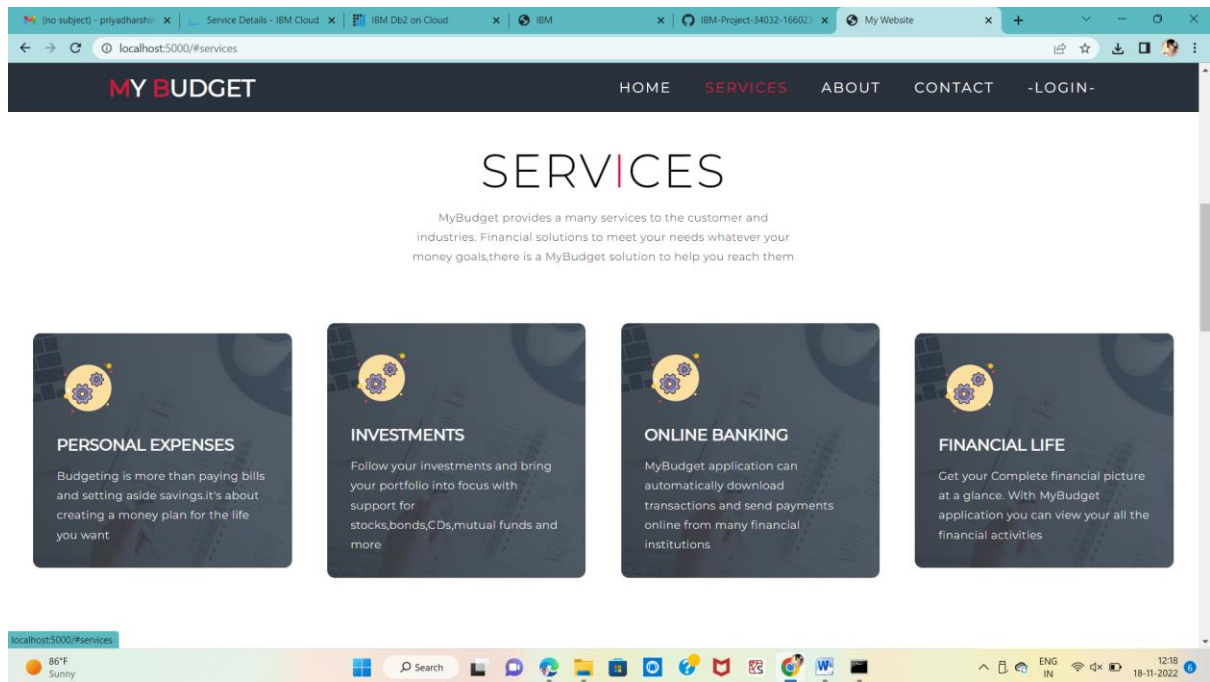 (no subject) - priyadharshin
Service Details - IBM Cloud
IBM Db2 on Cloud
IBM
IBM-Project-34032-16602
My Website
localhost:5000/#services
MY BUDGET
HOME SERVICES ABOUT CONTACT -LOGIN-
SERVICES
MyBudget provides a many services to the customer and
industries. Financial solutions to meet your needs whatever your
money goals,there is a MyBudget solution to help you reach them
PERSONAL EXPENSES
Budgeting is more than paying bills
and setting aside savings.it's about
creating a money plan for the life
you want
INVESTMENTS
Follow your investments and bring
your portfolio into focus with
support for
stocks,bonds,CDs,mutual funds and
more
ONLINE BANKING
MyBudget application can
automatically download
transactions and send payments
online from many financial
institutions
FINANCIAL LIFE
Get your Complete financial picture
at a glance. With MyBudget
application you can view your all the
financial activities
localhost:5000/#services
86°F
Sunny
Search
ENG
IN
12:18
18-11-2022
6